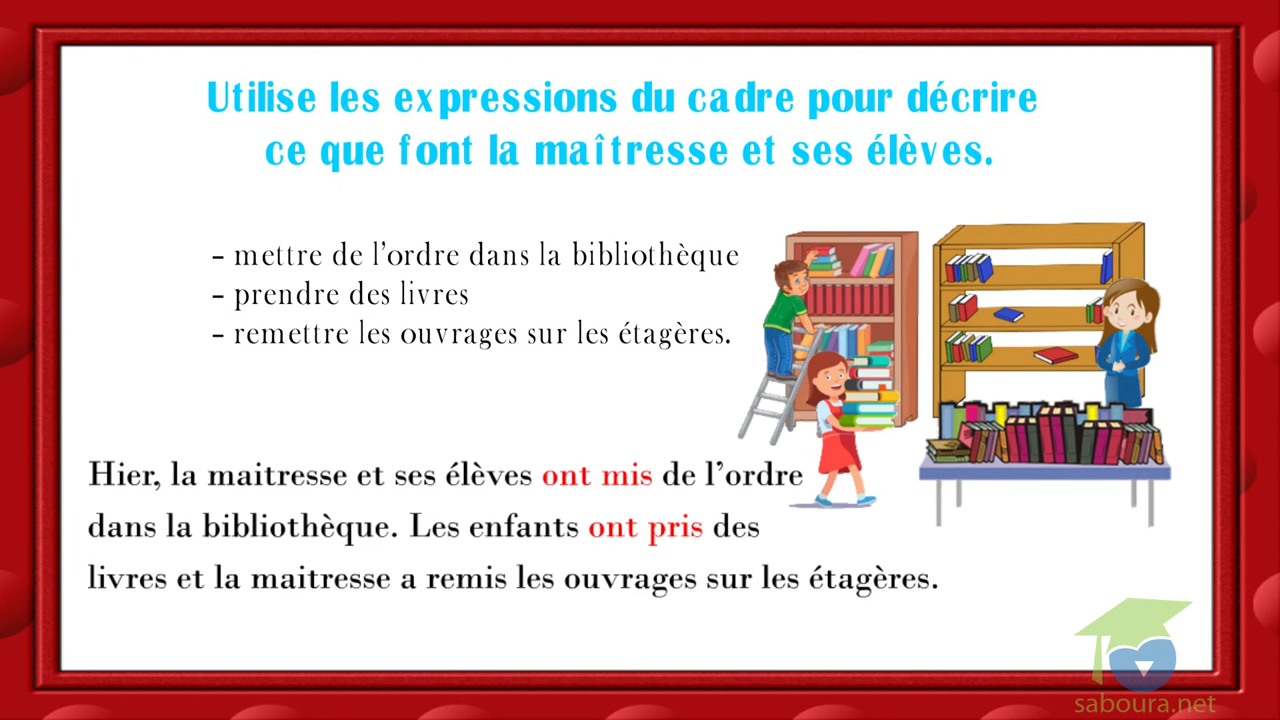 Utilise les expressions du cadre pour décrire
ce que font la maîtresse et ses élèves.
– mettre de l'ordre dans la bibliothèque
– prendre des livres
– remettre les ouvrages sur les étagères.
Hier, la maitresse et ses élèves ont mis de l'ordre
dans la bibliothèque. Les enfants ont pris des
livres et la maitresse a remis les ouvrages sur les étagères.
saboura.net